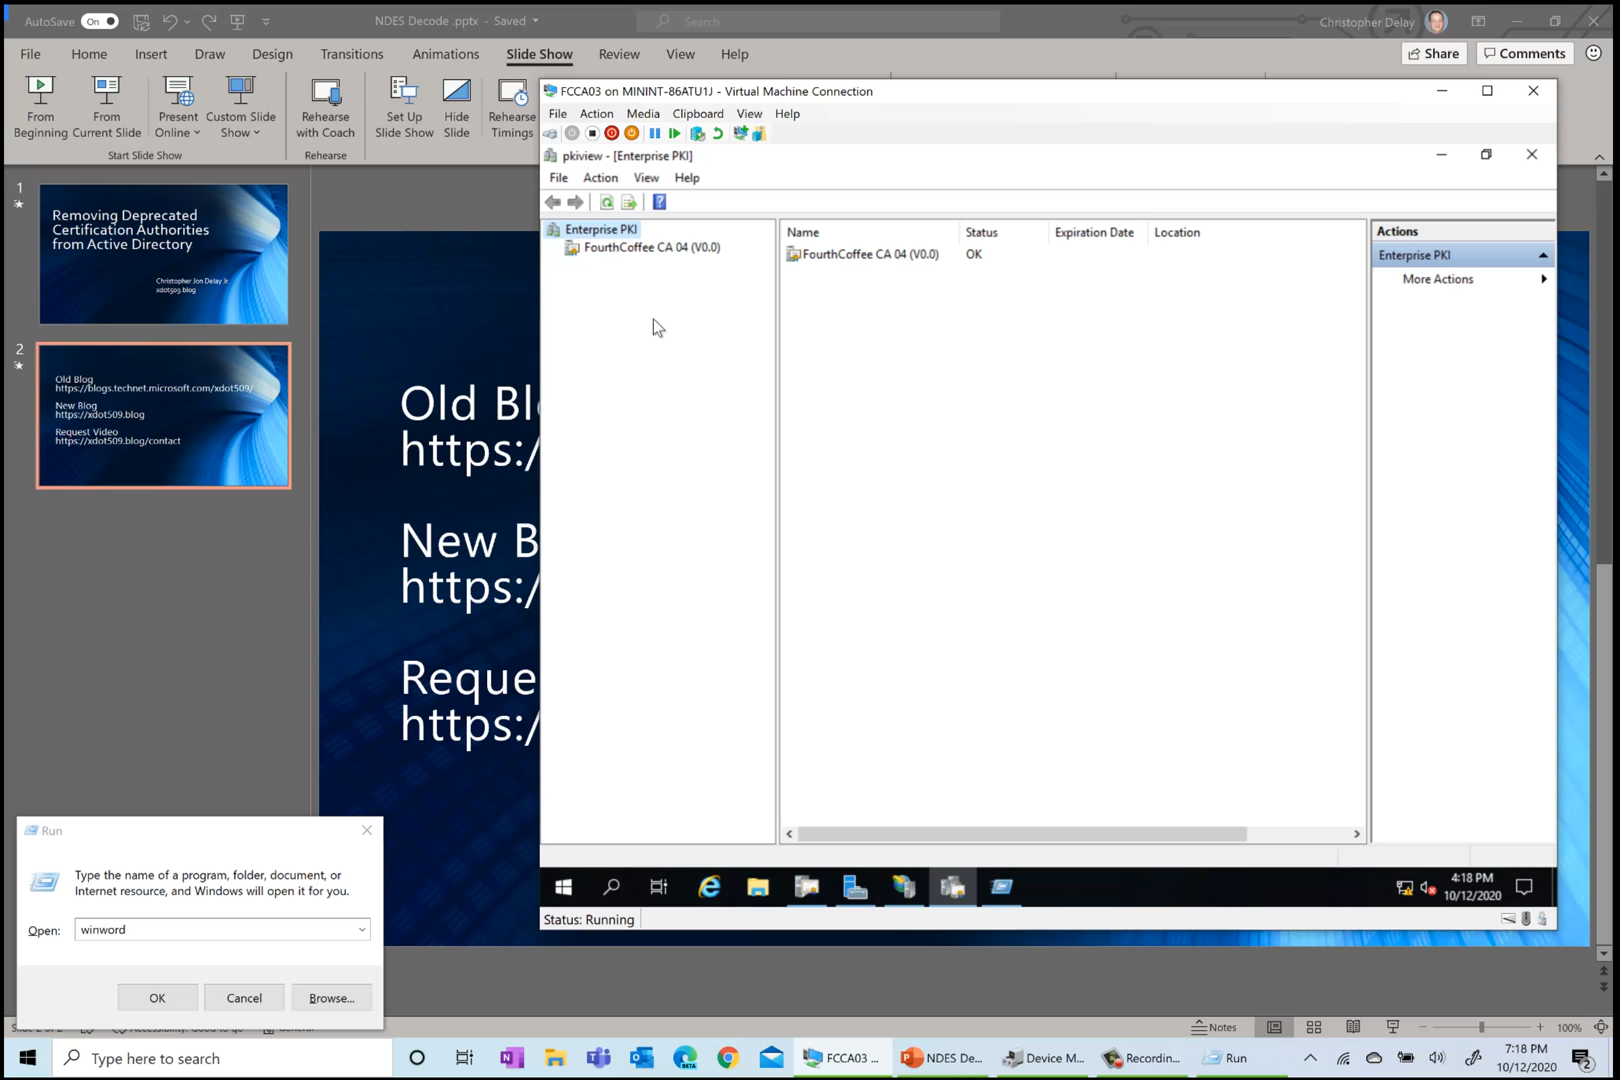 AutoSave On
NDES Decode .pptx - Saved
Search
Christopher Delay
File Home Insert Draw Design Transitions Animations Slide Show Review View Help
Share Comments
From Beginning
From Current Slide
Present Online
Custom Slide Show
Start Slide Show
Rehearse with Coach
Rehearse
Set Up Slide Show
Hide Slide
Rehearse Timings
1
Removing Deprecated
Certification Authorities
from Active Directory
Christopher Jon Delay Jr.
xdot509.blog
2
Old Blog
https://blogs.technet.microsoft.com/xdot509/
New Blog
https://xdot509.blog
Request Video
https://xdot509.blog/contact
Old Bl
https:/
New B
https:/
Reque
https:/
FCCA03 on MININT-86ATU1J - Virtual Machine Connection
File Action Media Clipboard View Help
pkiview - [Enterprise PKI]
File Action View Help
Enterprise PKI
FourthCoffee CA 04 (V0.0)
Name Status Expiration Date Location
FourthCoffee CA 04 (V0.0) OK
Actions
Enterprise PKI
More Actions
4:18 PM
10/12/2020
Status: Running
Run
Type the name of a program, folder, document, or
Internet resource, and Windows will open it for you.
Open: winword
OK Cancel Browse...
Notes
100%
Type here to search
FCCA03 ...
NDES De...
Device M...
Recordin...
Run
7:18 PM
10/12/2020
2